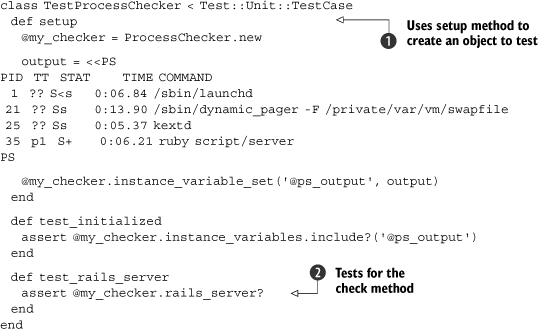 class TestProcessChecker < Test::Unit::TestCase
  def setup
    @my_checker = ProcessChecker.new
❶ Uses setup method to
create an object to test
    output = <<PS
PID  TT STAT    TIME COMMAND
 1  ?? S<s   0:06.84 /sbin/launchd
21  ?? Ss    0:13.90 /sbin/dynamic_pager -F /private/var/vm/swapfile
25  ?? Ss    0:05.37 kextd
35  p1 S+    0:06.21 ruby script/server
PS
    @my_checker.instance_variable_set('@ps_output', output)
  end
  def test_initialized
    assert @my_checker.instance_variables.include?('@ps_output')
  end
  def test_rails_server
    assert @my_checker.rails_server?
❷ Tests for the
check method
  end
end